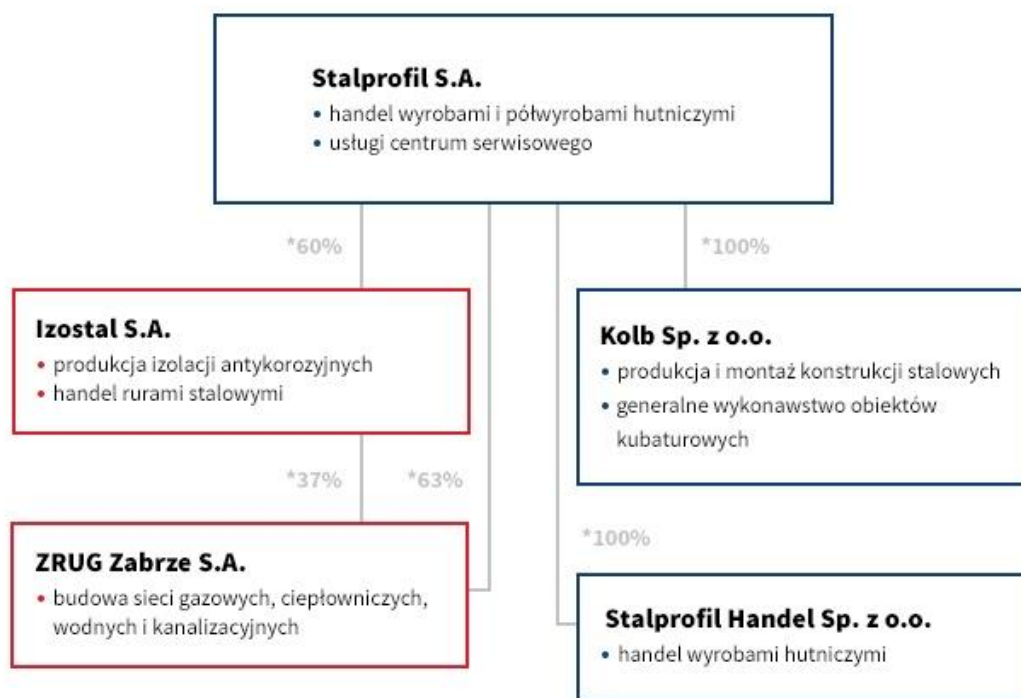 Stalprofil S.A.
• handel wyrobami i półwyrobami hutniczymi
• usługi centrum serwisowego
*60%
*100%
Izostal S.A.
• produkcja izolacji antykorozyjnych
• handel rurami stalowymi
Kolb Sp. z o.o.
• produkcja i montaż konstrukcji stalowych
• generalne wykonawstwo obiektów
kubaturowych
*37%
*63%
*100%
ZRUG Zabrze S.A.
• budowa sieci gazowych, ciepłowniczych,
wodnych i kanalizacyjnych
Stalprofil Handel Sp. z o.o.
• handel wyrobami hutniczymi